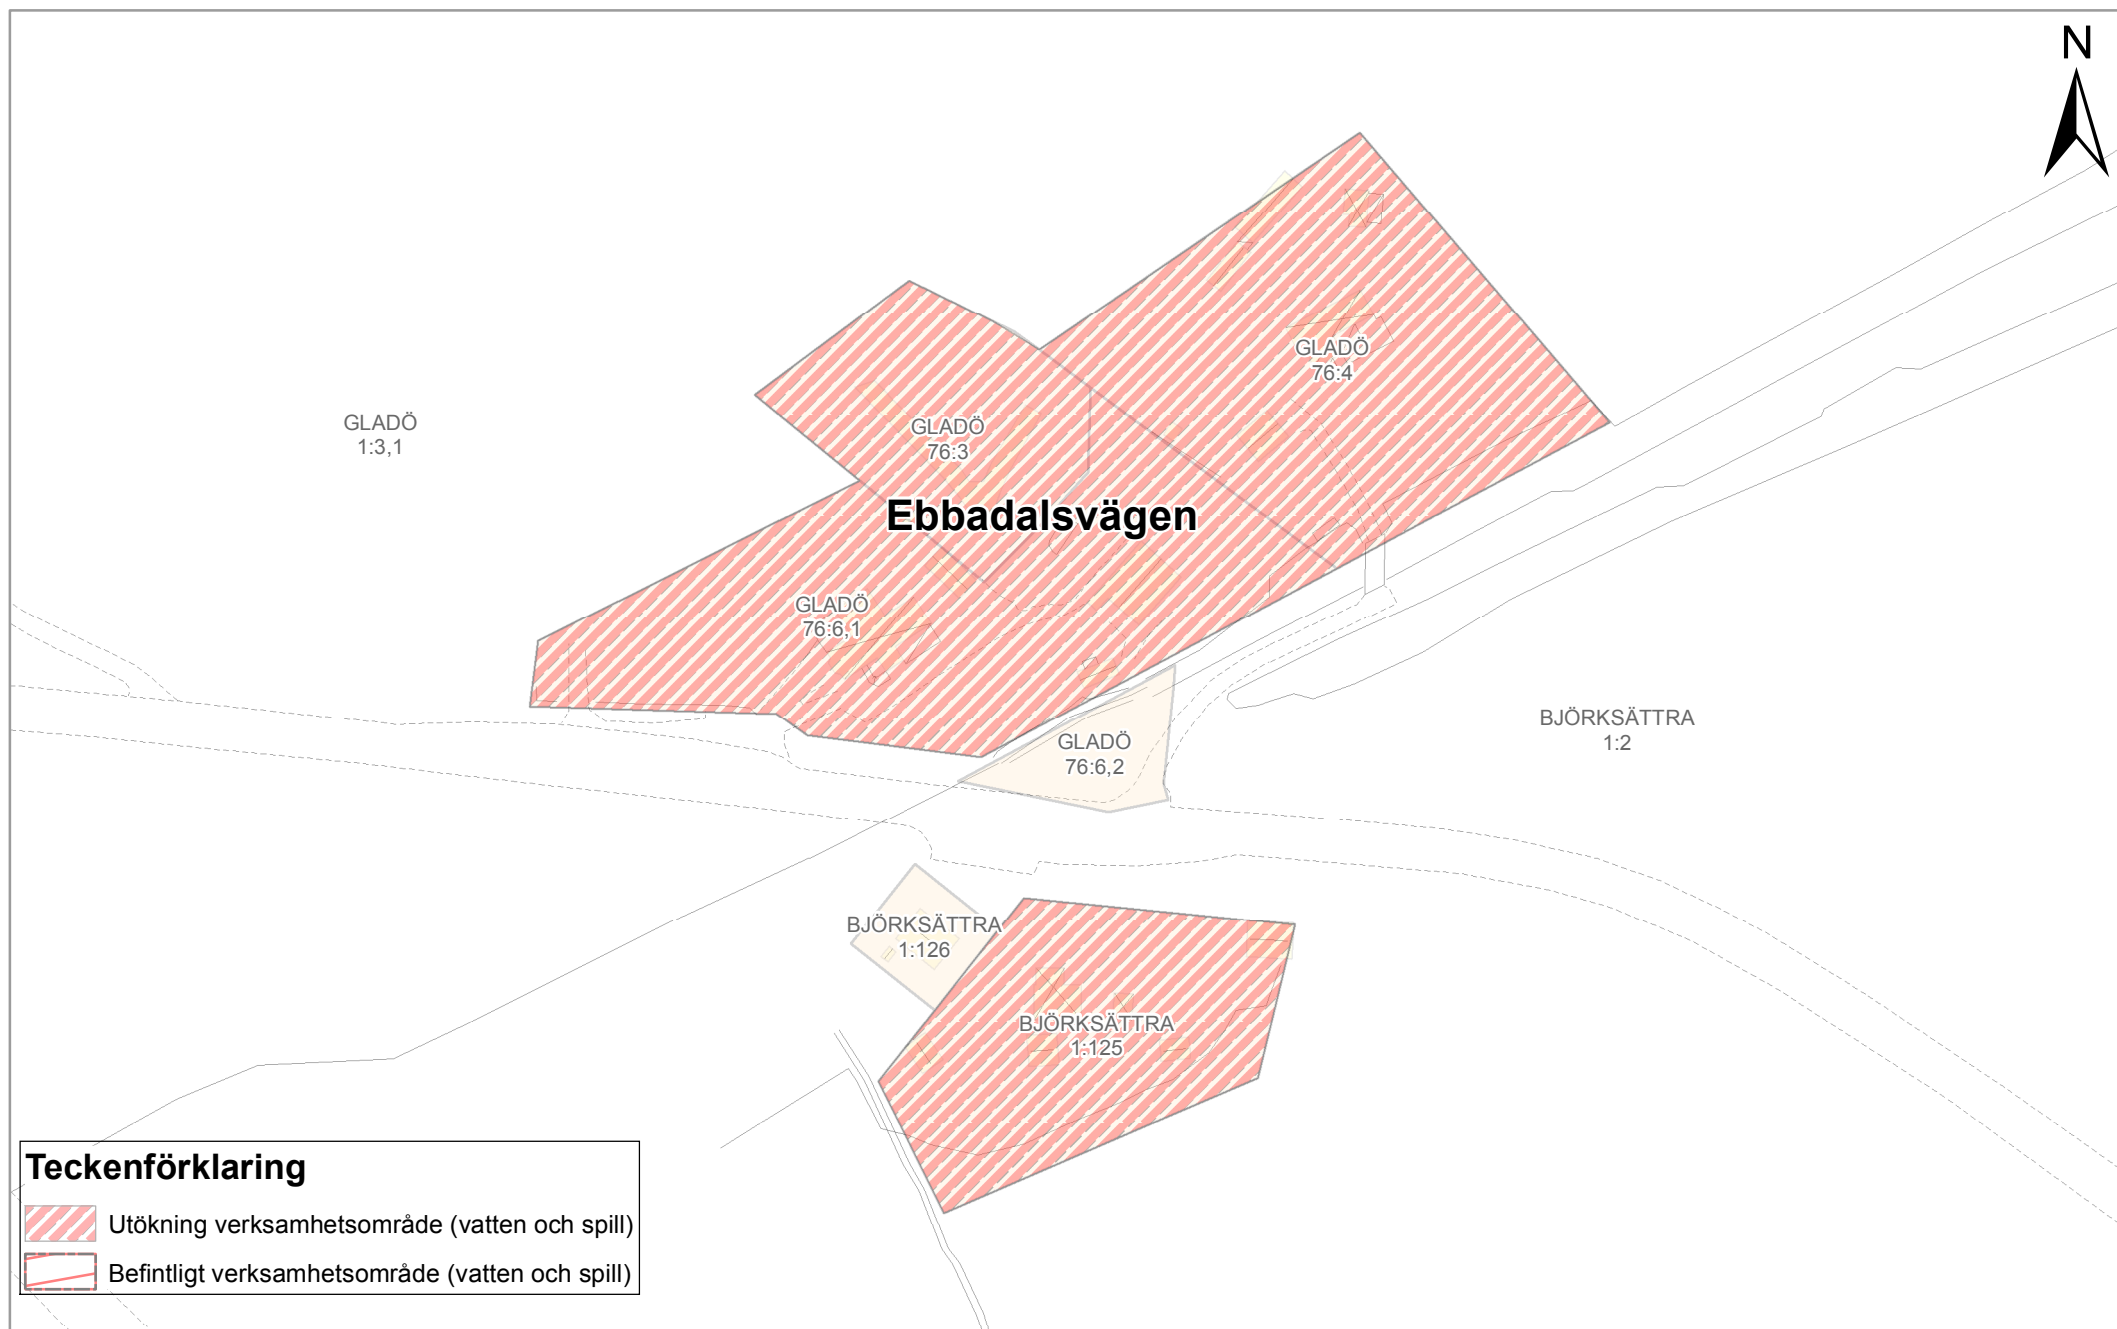 N
GLADÖ
76:4
GLADÖ
1:3,1
GLADÖ
76:3
Ebbadalsvägen
GLADÖ
76:6,1
GLADÖ
76:6,2
BJÖRKSÄTTRA
1:2
BJÖRKSÄTTRA
1:126
BJÖRKSÄTTRA
1:125
Teckenförklaring
Utökning verksamhetsområde (vatten och spill)
Befintligt verksamhetsområde (vatten och spill)